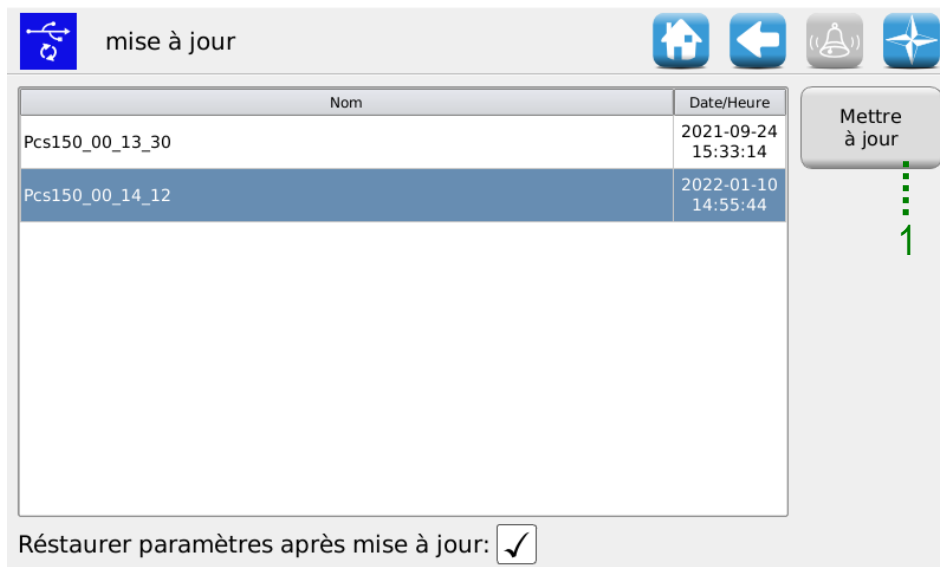 mise à jour
Nom Date/Heure
Pcs150_00_13_30 2021-09-24
15:33:14
Pcs150_00_14_12 2022-01-10
14:55:44
Mettre
à jour
1
Réstaurer paramètres après mise à jour: